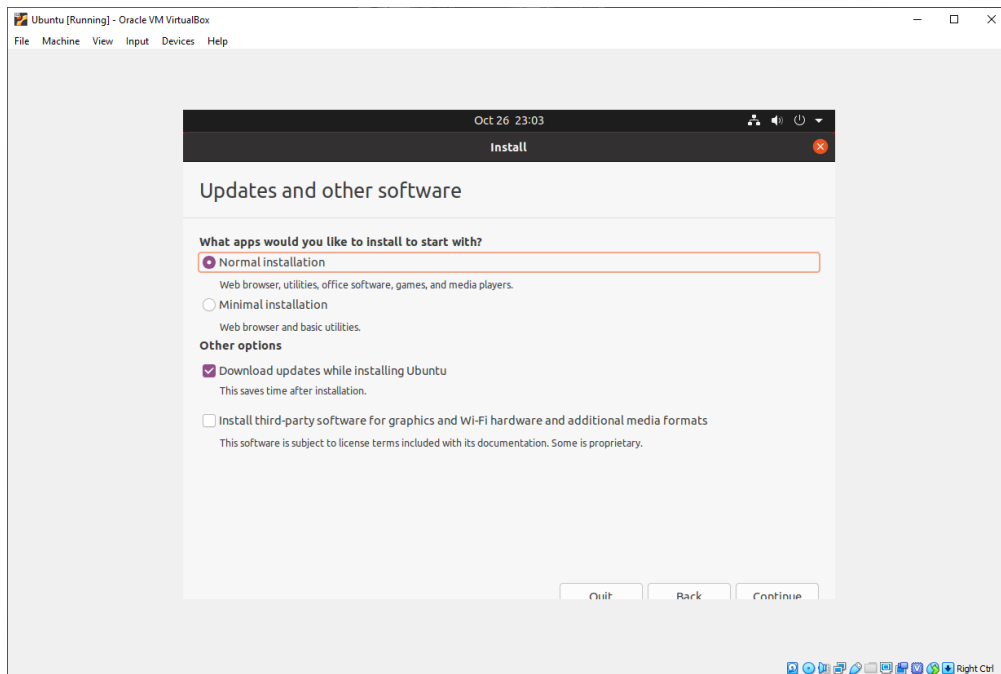 Ubuntu [Running] - Oracle VM VirtualBox
File Machine View Input Devices Help
Oct 26 23:03
Install
Updates and other software
What apps would you like to install to start with?
Normal installation
Web browser, utilities, office software, games, and media players.
Minimal installation
Web browser and basic utilities.
Other options
Download updates while installing Ubuntu
This saves time after installation.
Install third-party software for graphics and Wi-Fi hardware and additional media formats
This software is subject to license terms included with its documentation. Some is proprietary.
Quit Back Continue
Right Ctrl